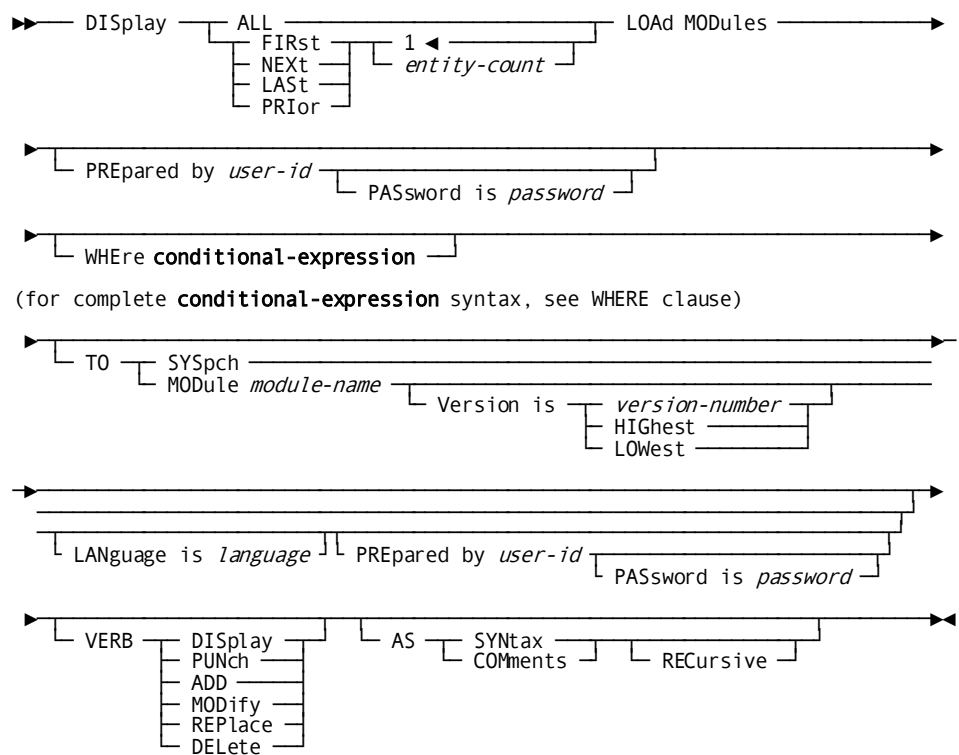 DISplay ALL LOAd MODules
FIRst 1
NEXt entity-count
LASt
PRIor
PREpared by user-id
PASsword is password
WHEre conditional-expression
(for complete conditional-expression syntax, see WHERE clause)
TO SYSpch
MODule module-name
Version is version-number
HIGhest
LOWest
LANguage is language PREpared by user-id
PASsword is password
VERB DISplay AS SYNtax
PUNch COMments RECursive
ADD
MODify
REPlace
DELete